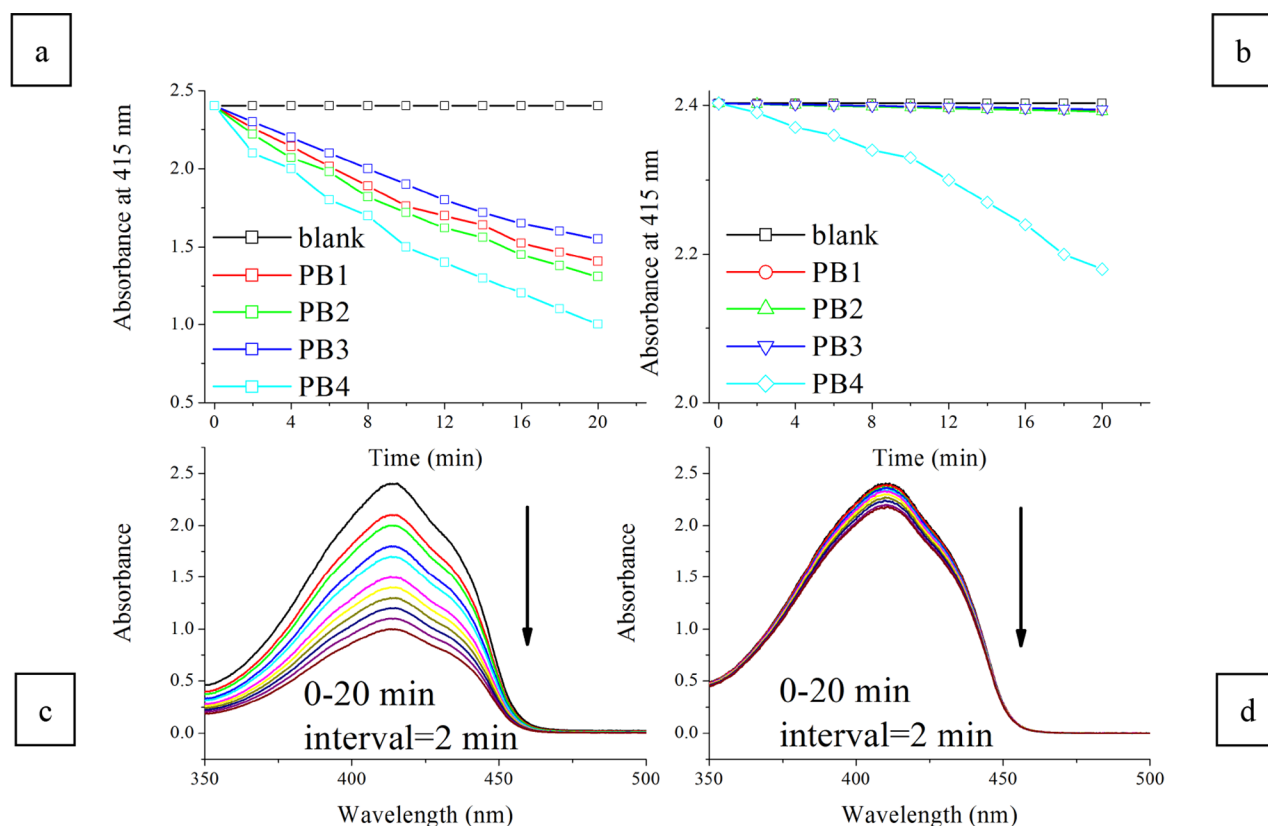 a
b
2.5
2.0
1.5
1.0
0.5
Absorbance at 415 nm
blank
PB1
PB2
PB3
PB4
0 4 8 12 16 20
Time (min)
2.4
2.2
2.0
Absorbance at 415 nm
blank
PB1
PB2
PB3
PB4
0 4 8 12 16 20
Time (min)
c
2.5
2.0
1.5
1.0
0.5
0.0
Absorbance
0-20 min
interval=2 min
350 400 450 500
Wavelength (nm)
2.5
2.0
1.5
1.0
0.5
0.0
Absorbance
0-20 min
interval=2 min
350 400 450 500
Wavelength (nm)
d